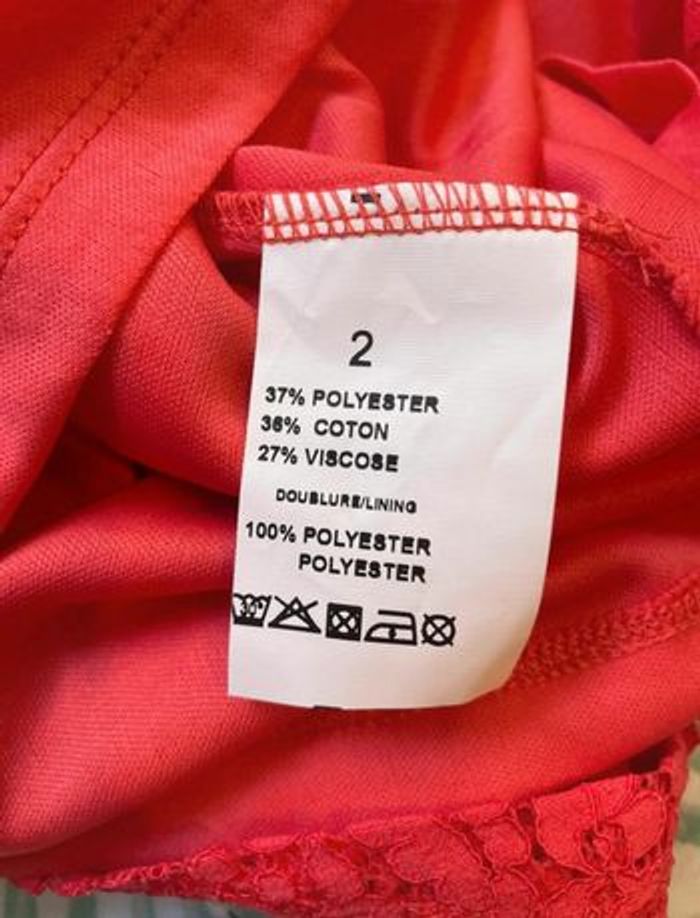 2
37% POLYESTER
36% COTON
27% VISCOSE
DOUBLURE/LINING
100% POLYESTER
POLYESTER
30°